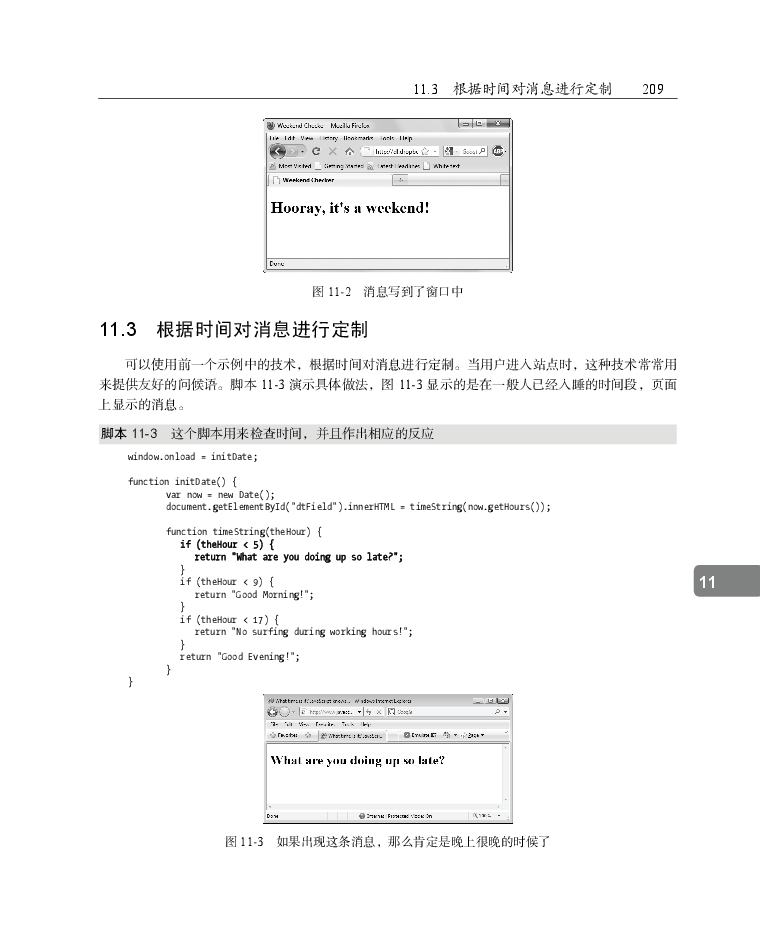 11.3 根据时间对消息进行定制 209
Weekend Checker - Mozilla Firefox
File Edit View History Bookmarks Tools Help
Most Visited Getting Started Latest Headlines
Weekend Checker
Hooray, it's a weekend!
Done
图 11-2 消息写到了窗口中
11.3 根据时间对消息进行定制
可以使用前一个示例中的技术，根据时间对消息进行定制。当用户进入站点时，这种技术常常用
来提供友好的问候语。脚本 11-3 演示具体做法，图 11-3 显示的是在一般人已经入睡的时间段，页面
上显示的消息。
脚本 11-3 这个脚本用来检查时间，并且作出相应的反应
window.onload = initDate;
function initDate() {
var now = new Date();
document.getElementById("dtField").innerHTML = timeString(now.getHours());
function timeString(theHour) {
if (theHour < 5) {
return "What are you doing up so late?";
}
if (theHour < 9) {
return "Good Morning!";
}
if (theHour < 17) {
return "No surfing during working hours!";
}
return "Good Evening!";
}
}
11
File Edit View Favorites Tools Help
What are you doing up so late?
Done Internet | Protected Mode: On 100%
图 11-3 如果出现这条消息，那么肯定是晚上很晚的时候了